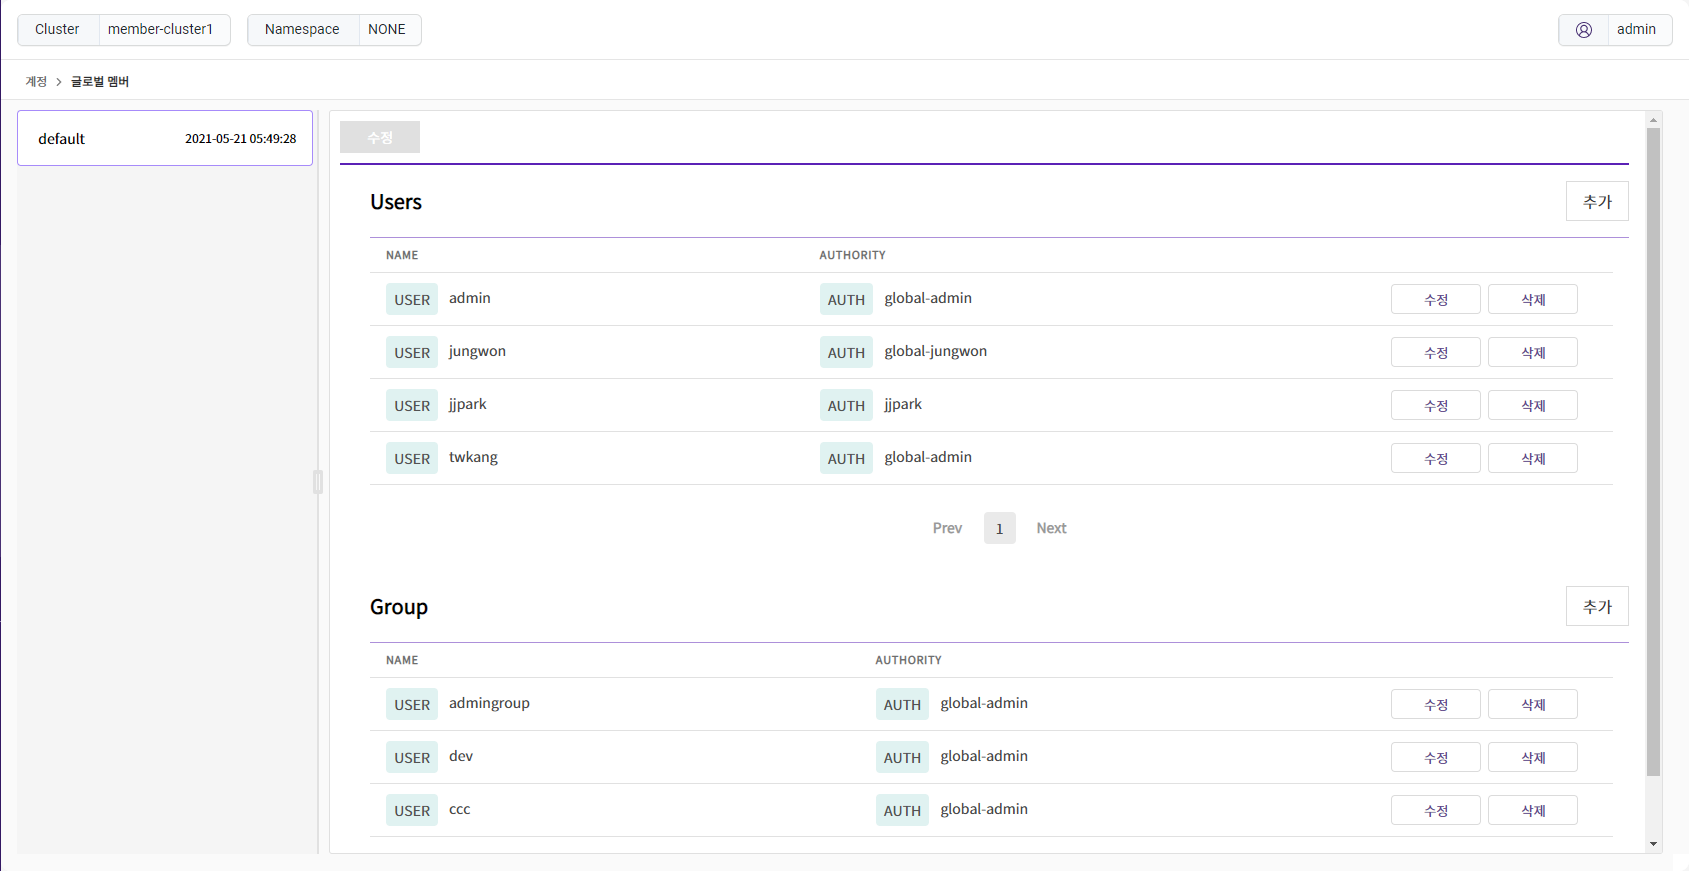 Cluster member-cluster1 Namespace NONE admin
계정 > 글로벌 멤버
default 2021-05-21 05:49:28
수정
Users 추가
NAME AUTHORITY
USER admin AUTH global-admin 수정 삭제
USER jungwon AUTH global-jungwon 수정 삭제
USER jjpark AUTH jjpark 수정 삭제
USER twkang AUTH global-admin 수정 삭제
Prev 1 Next
Group 추가
NAME AUTHORITY
USER admingroup AUTH global-admin 수정 삭제
USER dev AUTH global-admin 수정 삭제
USER ccc AUTH global-admin 수정 삭제